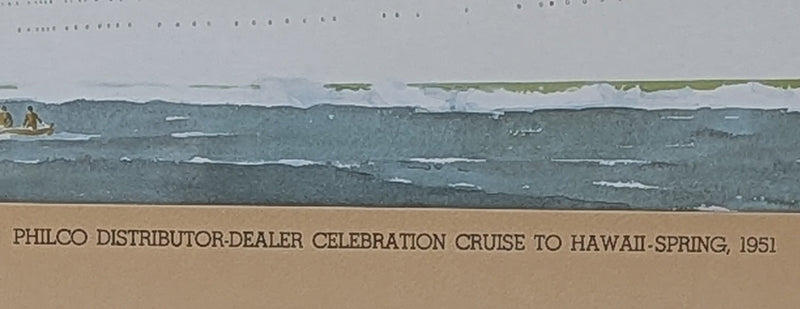 PHILCO DISTRIBUTOR-DEALER CELEBRATION CRUISE TO HAWAII-SPRING, 1951